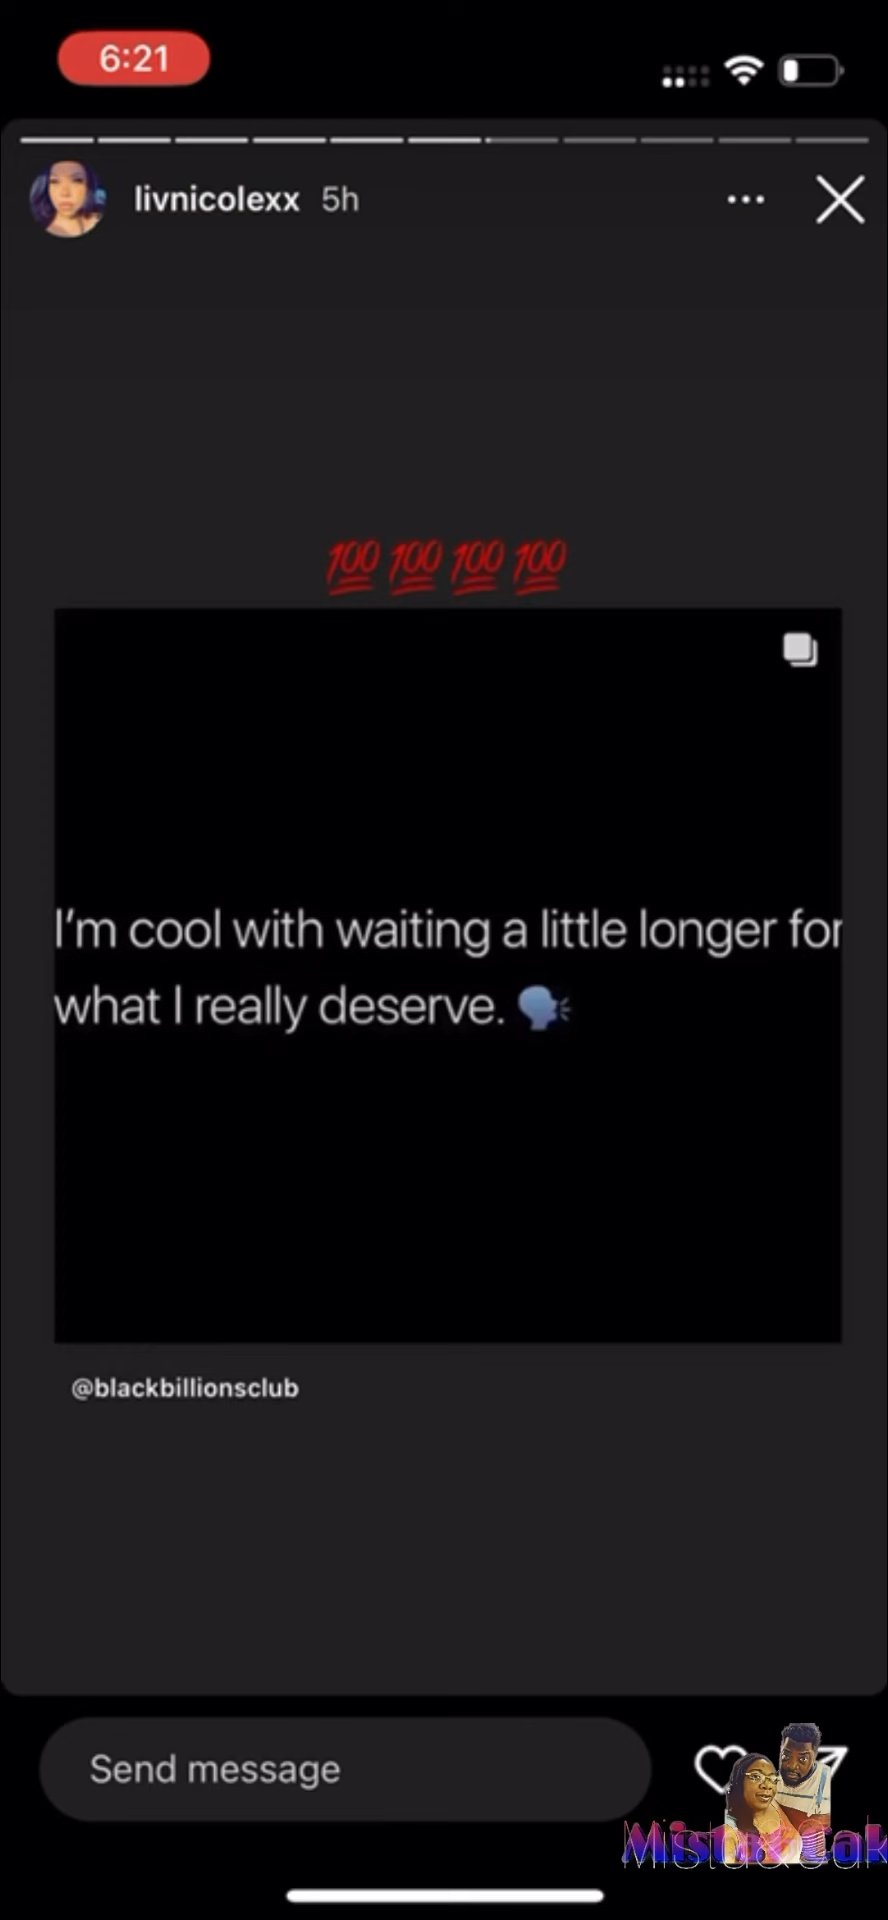 6:21
livnicolexx 5h
💯 💯 💯 💯
I'm cool with waiting a little longer for
what I really deserve. 🗣
@blackbillionsclub
Send message